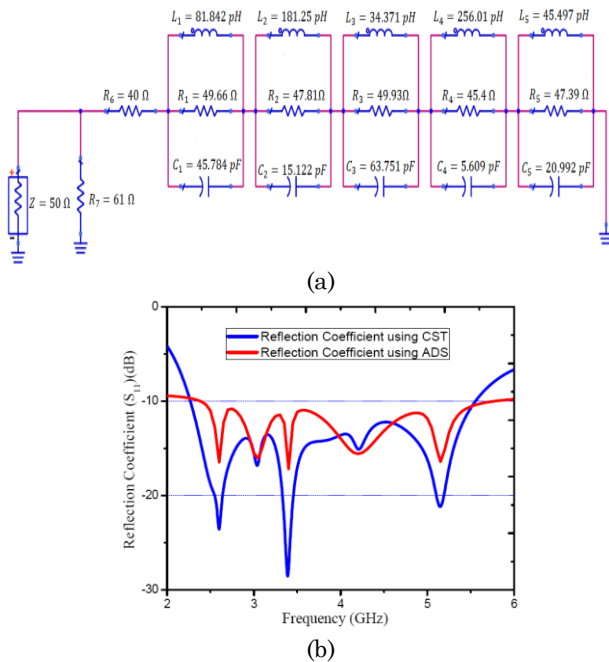 L₁ = 81.842 pH L₂ = 181.25 pH L₃ = 34.371 pH L₄ = 256.01 pH L₅ = 45.497 pH
R₆ = 40 Ω R₁ = 49.66 Ω R₂ = 47.81Ω R₃ = 49.93Ω R₄ = 45.4 Ω R₅ = 47.39 Ω
C₁ = 45.784 pF C₂ = 15.122 pF C₃ = 63.751 pF C₄ = 5.609 pF C₅ = 20.992 pF
Z = 50 Ω R₇ = 61 Ω
+
-
(a)
Reflection Coefficient (S₁₁)(dB)
0
-10
-20
-30
Reflection Coefficient using CST
Reflection Coefficient using ADS
2 3 4 5 6
Frequency (GHz)
(b)